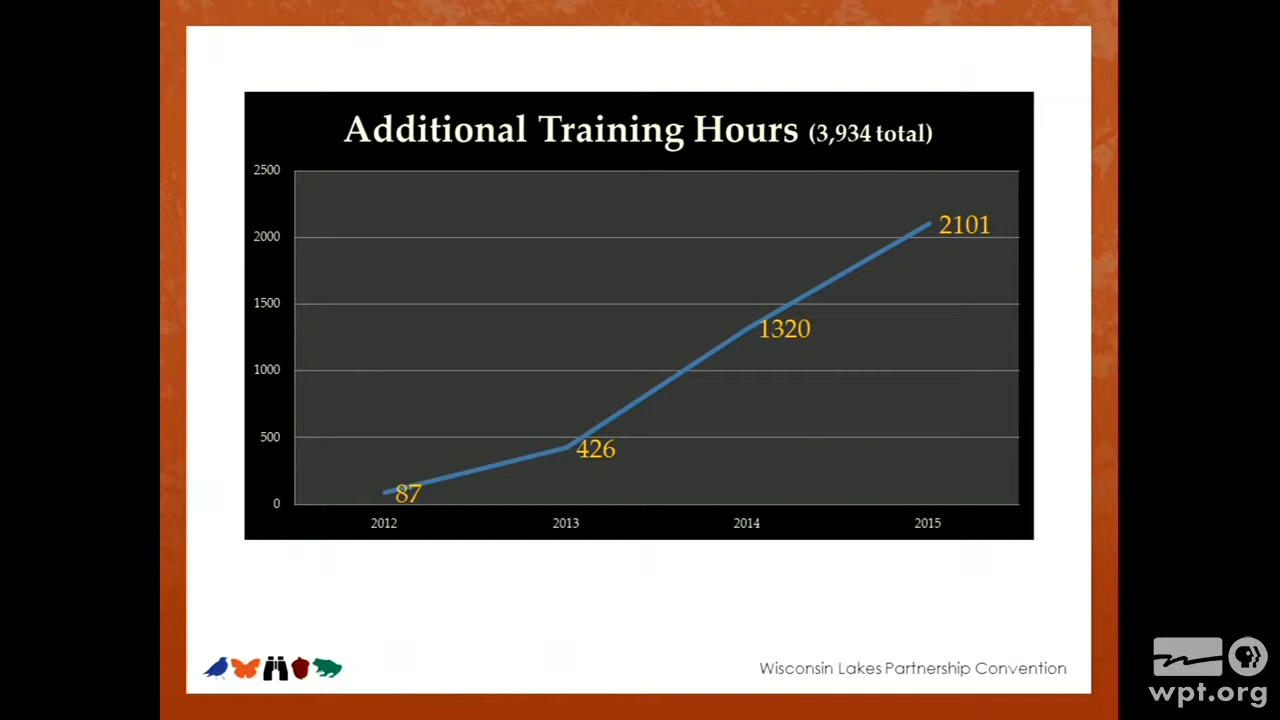 Additional Training Hours (3,934 total)
2500
2000
1500
1000
500
0
2101
1320
426
87
2012 2013 2014 2015
Wisconsin Lakes Partnership Convention
wpt.org